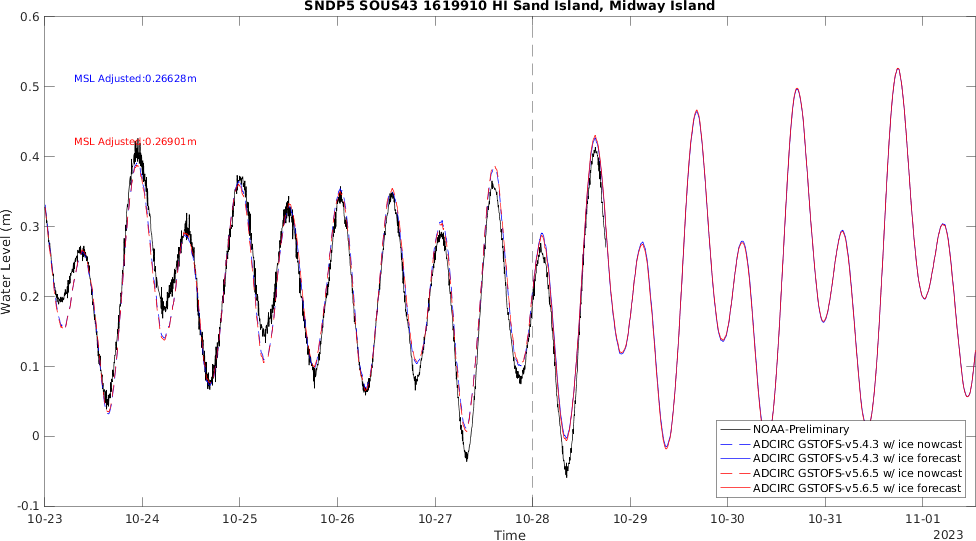 SNDP5 SOUS43 1619910 HI Sand Island, Midway Island
0.6
0.5
0.4
0.3
0.2
0.1
0
-0.1
Water Level (m)
MSL Adjusted:0.26628m
MSL Adjusted:0.26901m
NOAA-Preliminary
ADCIRC GSTOFS-v5.4.3 w/ ice nowcast
ADCIRC GSTOFS-v5.4.3 w/ ice forecast
ADCIRC GSTOFS-v5.6.5 w/ ice nowcast
ADCIRC GSTOFS-v5.6.5 w/ ice forecast
10-23 10-24 10-25 10-26 10-27 10-28 10-29 10-30 10-31 11-01
Time
2023